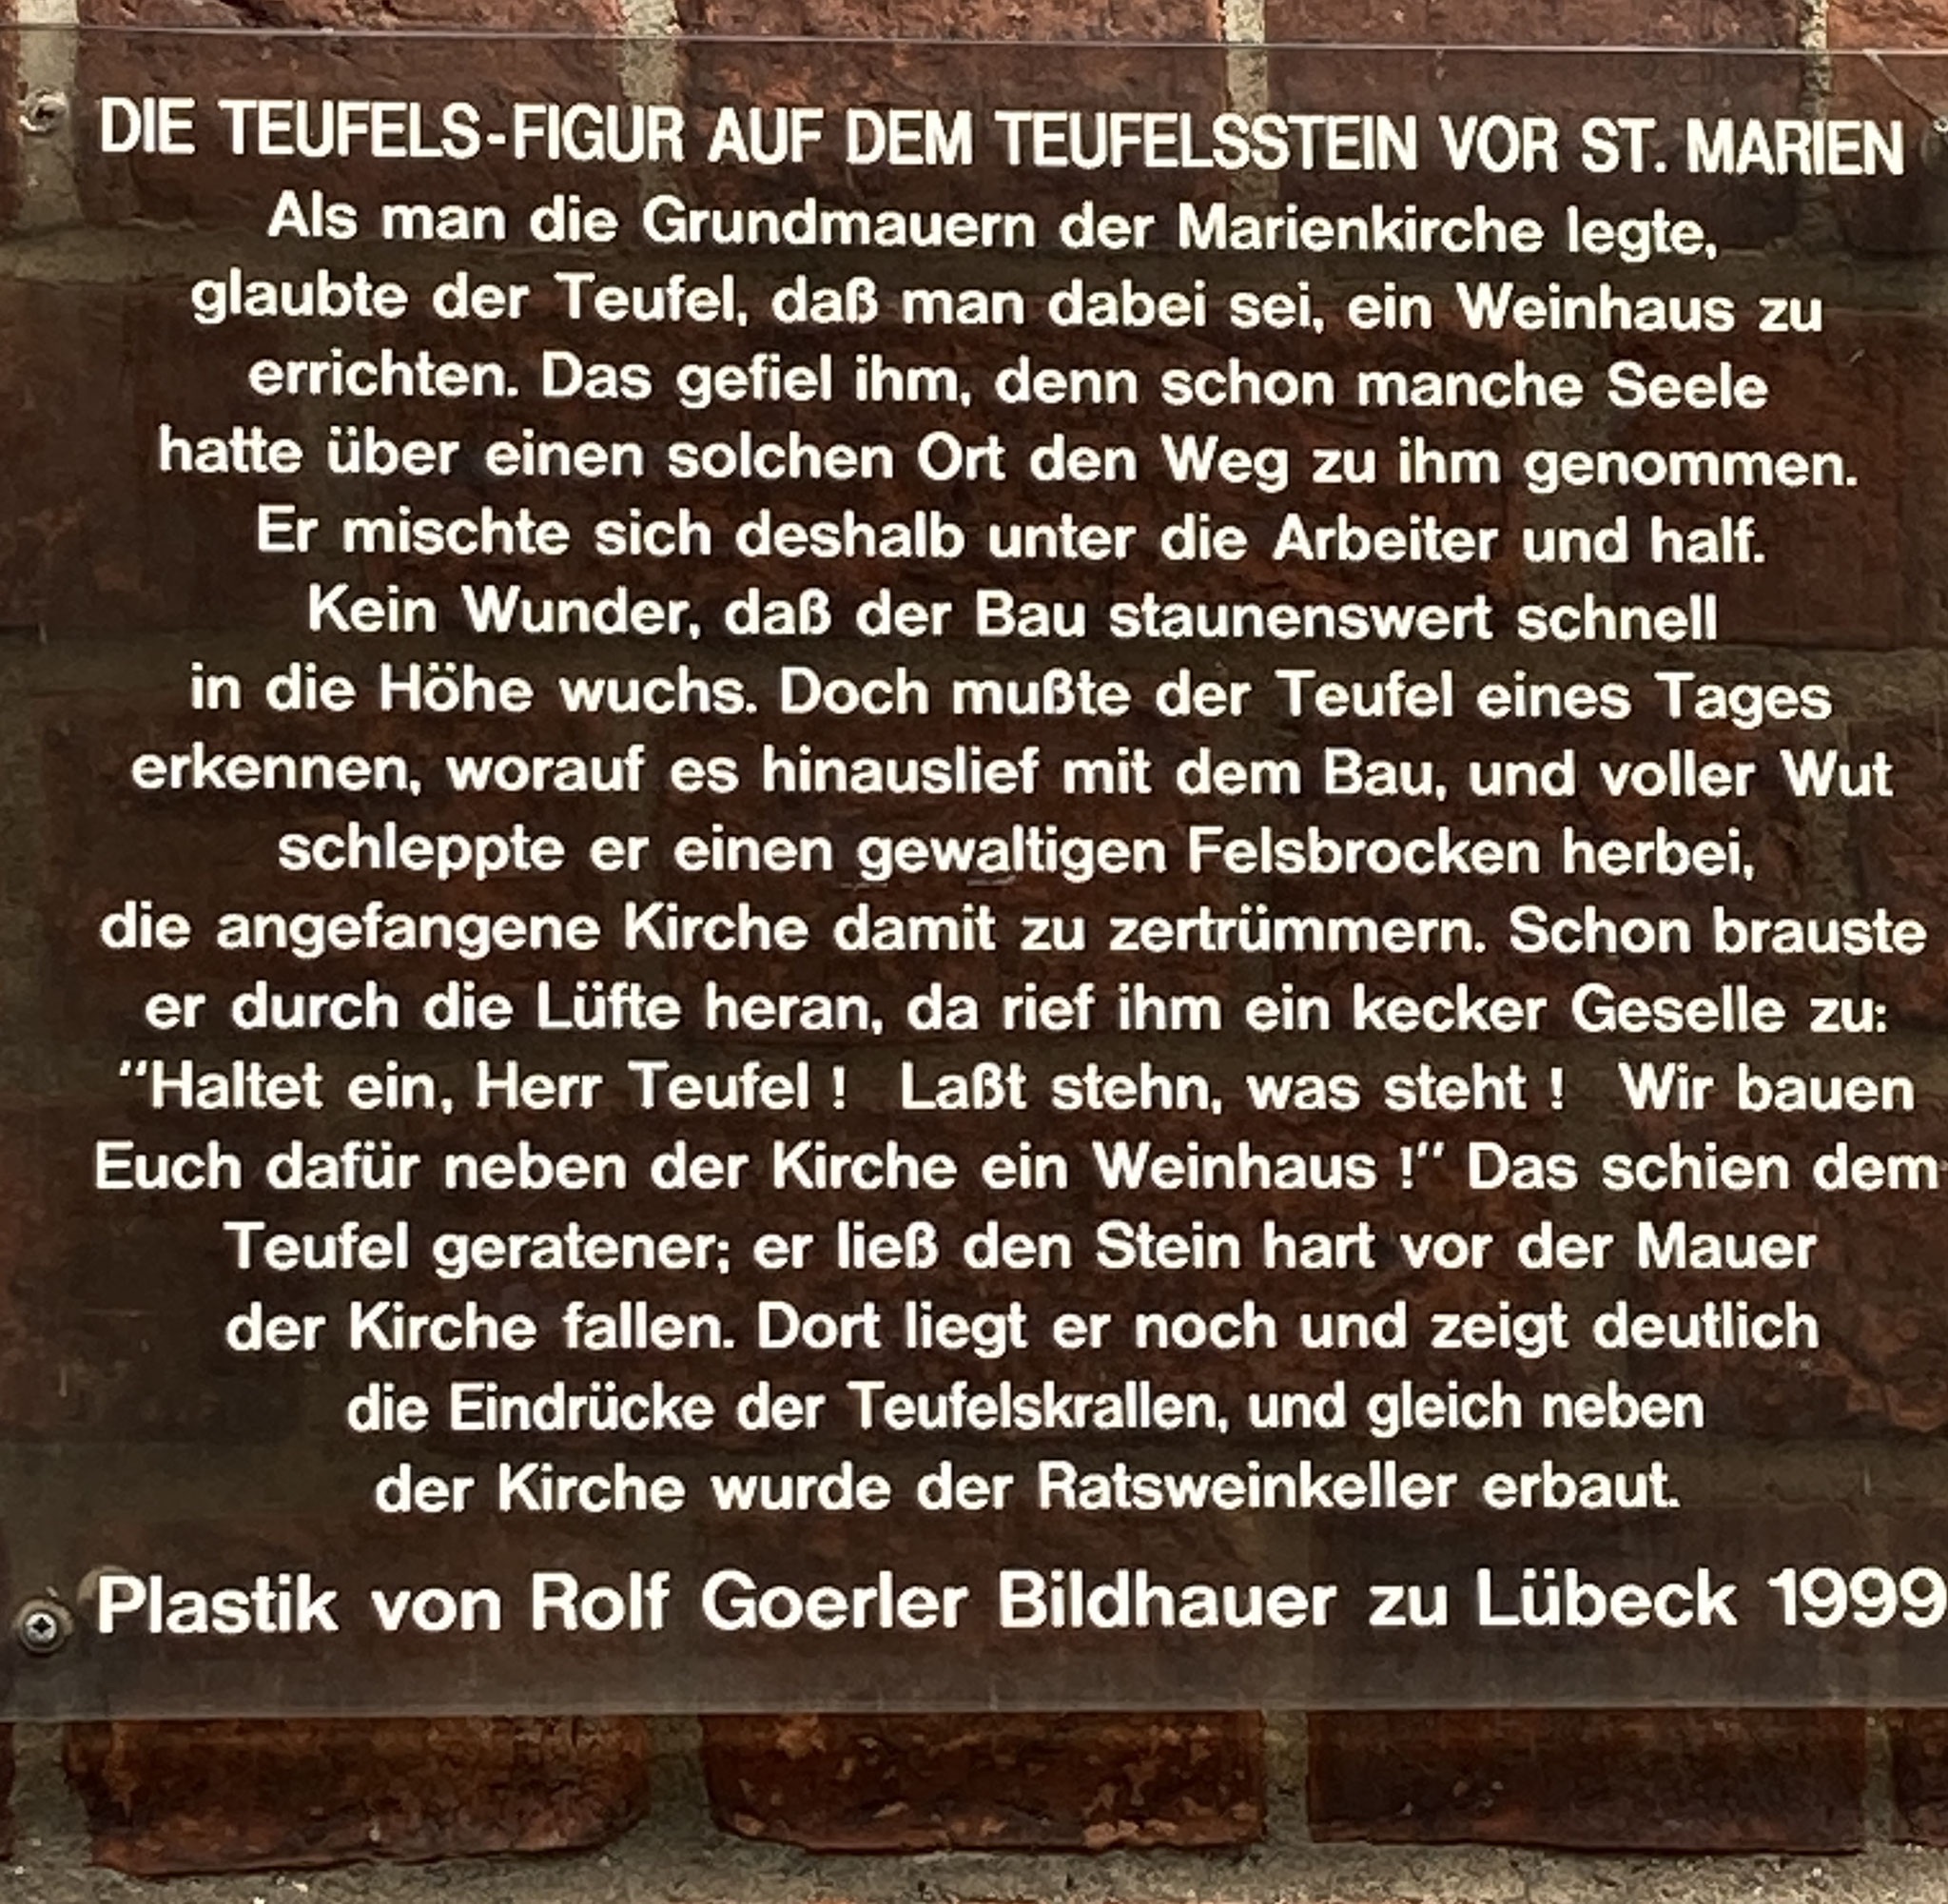 DIE TEUFELS-FIGUR AUF DEM TEUFELSSTEIN VOR ST. MARIEN
Als man die Grundmauern der Marienkirche legte,
glaubte der Teufel, daß man dabei sei, ein Weinhaus zu
errichten. Das gefiel ihm, denn schon manche Seele
hatte über einen solchen Ort den Weg zu ihm genommen.
Er mischte sich deshalb unter die Arbeiter und half.
Kein Wunder, daß der Bau staunenswert schnell
in die Höhe wuchs. Doch mußte der Teufel eines Tages
erkennen, worauf es hinauslief mit dem Bau, und voller Wut
schleppte er einen gewaltigen Felsbrocken herbei,
die angefangene Kirche damit zu zertrümmern. Schon brauste
er durch die Lüfte heran, da rief ihm ein kecker Geselle zu:
“Haltet ein, Herr Teufel ! Laßt stehn, was steht ! Wir bauen
Euch dafür neben der Kirche ein Weinhaus !“ Das schien dem
Teufel geratener; er ließ den Stein hart vor der Mauer
der Kirche fallen. Dort liegt er noch und zeigt deutlich
die Eindrücke der Teufelskrallen, und gleich neben
der Kirche wurde der Ratsweinkeller erbaut.
Plastik von Rolf Goerler Bildhauer zu Lübeck 1999